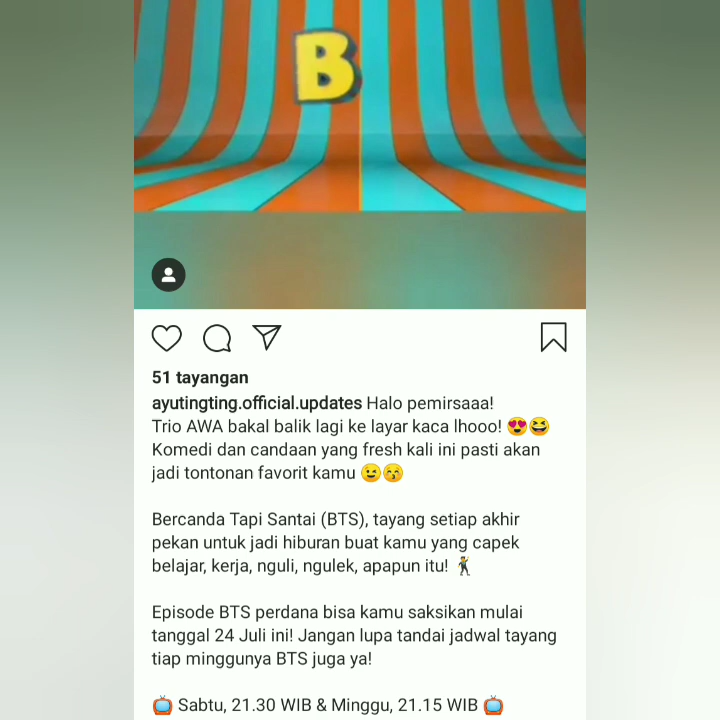 B
51 tayangan
ayutingting.official.updates Halo pemirsaaa!
Trio AWA bakal balik lagi ke layar kaca lhooo! 😍😆
Komedi dan candaan yang fresh kali ini pasti akan
jadi tontonan favorit kamu 😉😙
Bercanda Tapi Santai (BTS), tayang setiap akhir
pekan untuk jadi hiburan buat kamu yang capek
belajar, kerja, nguli, ngulek, apapun itu! 🕺
Episode BTS perdana bisa kamu saksikan mulai
tanggal 24 Juli ini! Jangan lupa tandai jadwal tayang
tiap minggunya BTS juga ya!
📺 Sabtu, 21.30 WIB & Minggu, 21.15 WIB 📺